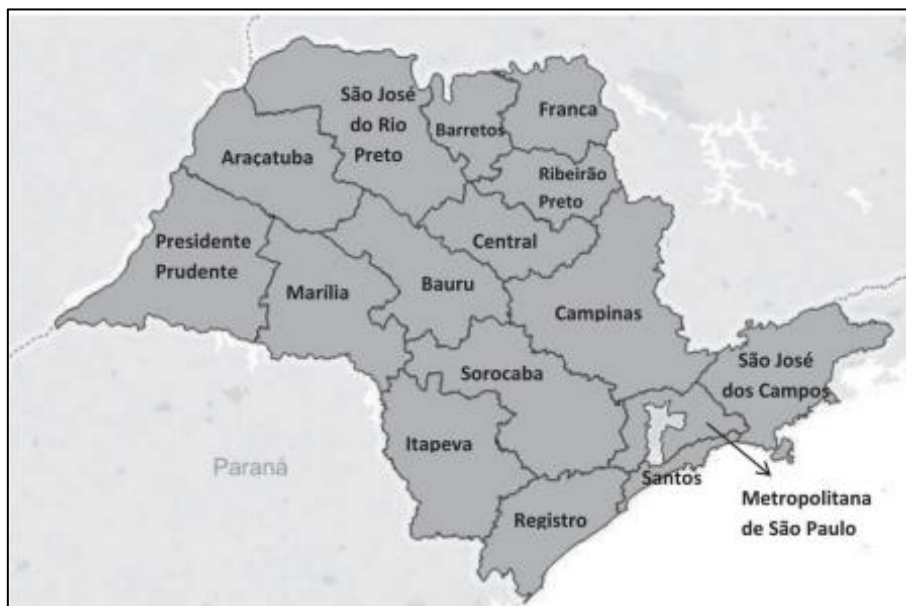 São José
do Rio
Preto
Barretos
Franca
Araçatuba
Ribeirão
Preto
Presidente
Prudente
Central
Marília
Bauru
Campinas
São José
dos Campos
Sorocaba
Itapeva
Paraná
Santos
Registro
Metropolitana
de São Paulo